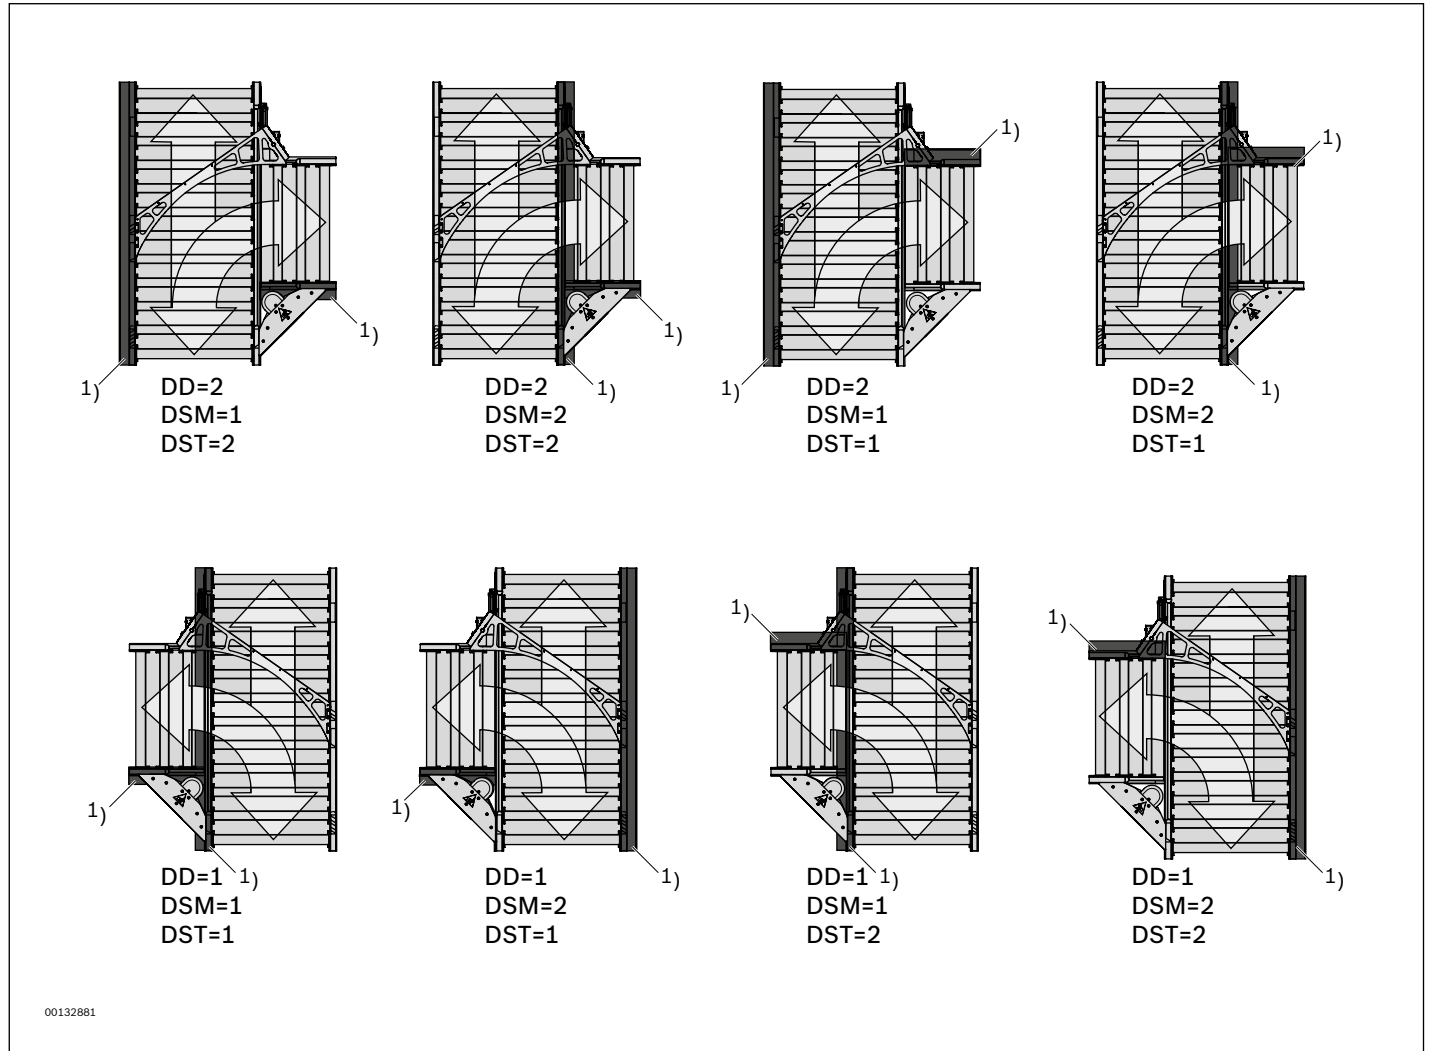 1)
1)
1)
1)
1)
1)
1)
1)
DD=2
DSM=1
DST=2
DD=2
DSM=2
DST=2
DD=2
DSM=1
DST=1
DD=2
DSM=2
DST=1
1)
1)
1)
1)
1)
1)
1)
1)
DD=1
DSM=1
DST=1
DD=1
DSM=2
DST=1
DD=1
DSM=1
DST=2
DD=1
DSM=2
DST=2
00132881